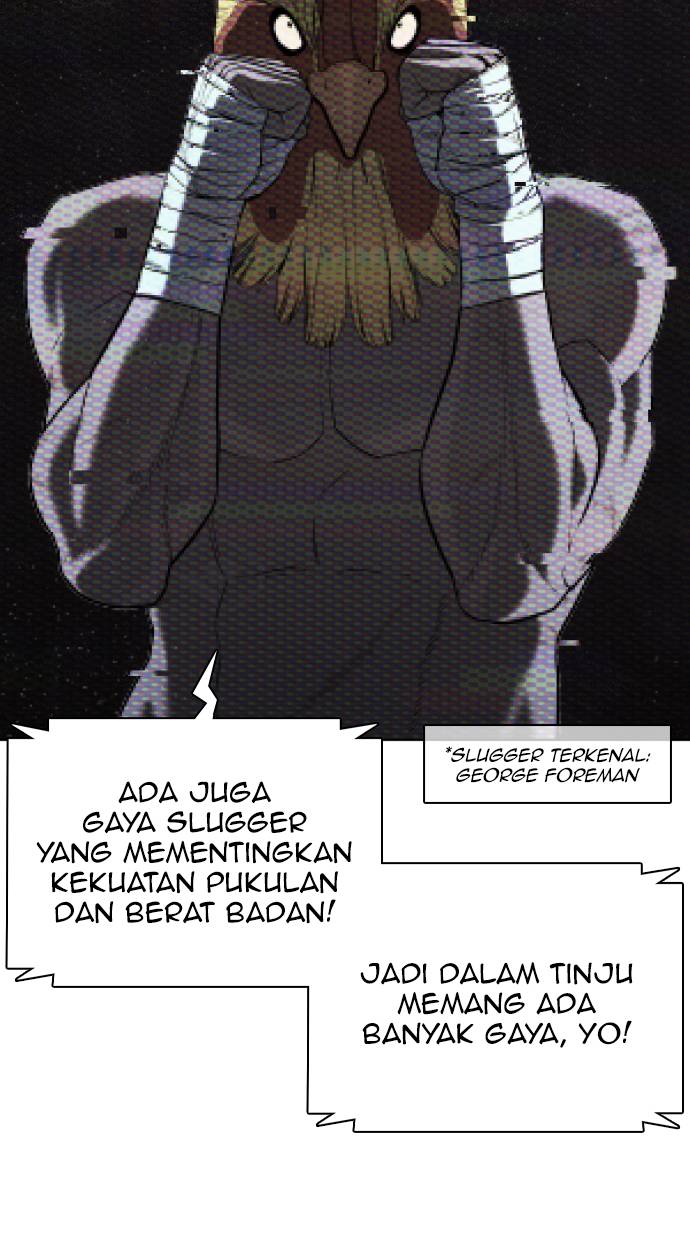 *SLUGGER TERKENAL:
GEORGE FOREMAN
ADA JUGA
GAYA SLUGGER
YANG MEMENTINGKAN
KEKUATAN PUKULAN
DAN BERAT BADAN!
JADI DALAM TINJU
MEMANG ADA
BANYAK GAYA, YO!